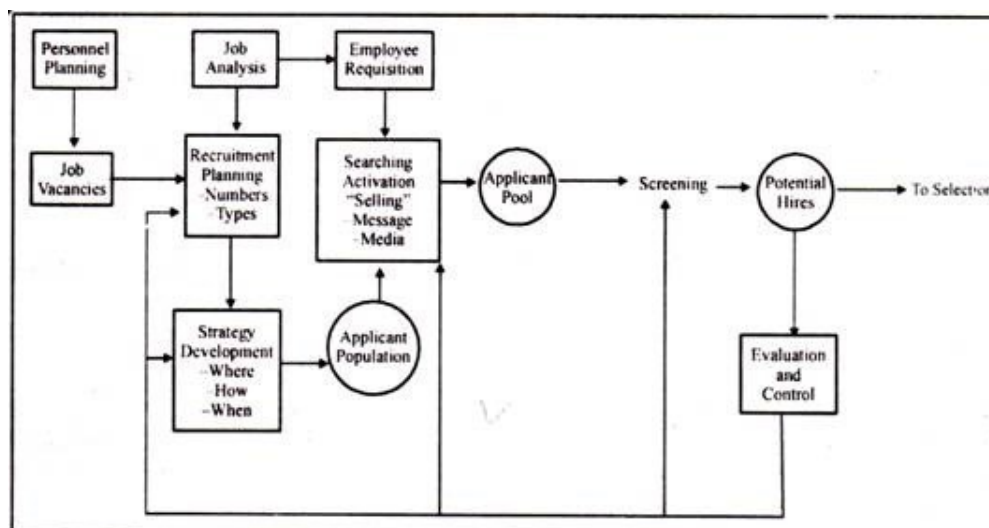 Personnel
Planning
Job
Analysis
Employee
Requisition
Job
Vacancies
Recruitment
Planning
-Numbers
-Types
Searching
Activation
"Selling"
-Message
-Media
Applicant
Pool
Screening
Potential
Hires
To Selection
Strategy
Development
-Where
-How
-When
Applicant
Population
Evaluation
and
Control